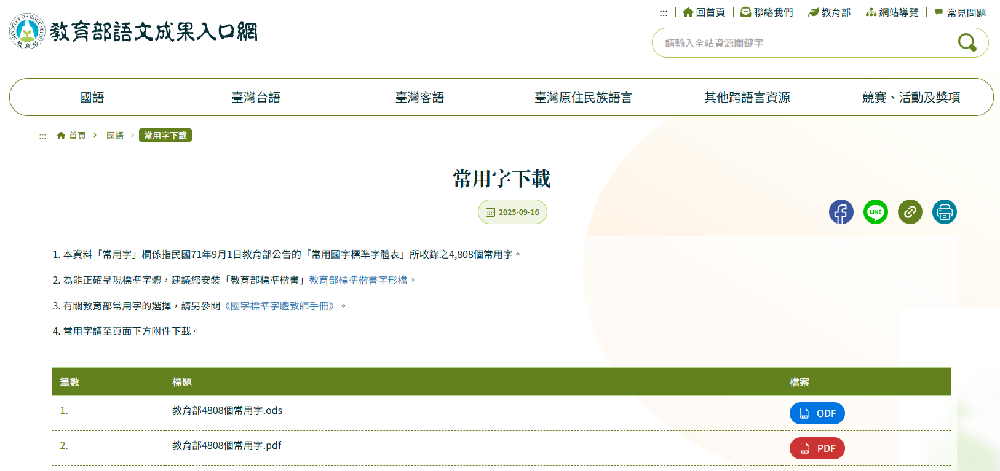 教育部語文成果入口網
MINISTRY OF EDUCATION
教育部
::: 回首頁 聯絡我們 教育部 網站導覽 常見問題
請輸入全站資源關鍵字
國語 臺灣台語 臺灣客語 臺灣原住民族語言 其他跨語言資源 競賽、活動及獎項
::: 首頁 > 國語 > 常用字下載
常用字下載
2025-09-16
LINE
1. 本資料「常用字」欄係指民國71年9月1日教育部公告的「常用國字標準字體表」所收錄之4,808個常用字。
2. 為能正確呈現標準字體，建議您安裝「教育部標準楷書」教育部標準楷書字形檔。
3. 有關教育部常用字的選擇，請另參閱《國字標準字體教師手冊》。
4. 常用字請至頁面下方附件下載。
筆數 標題 檔案
1. 教育部4808個常用字.ods ODF
2. 教育部4808個常用字.pdf PDF